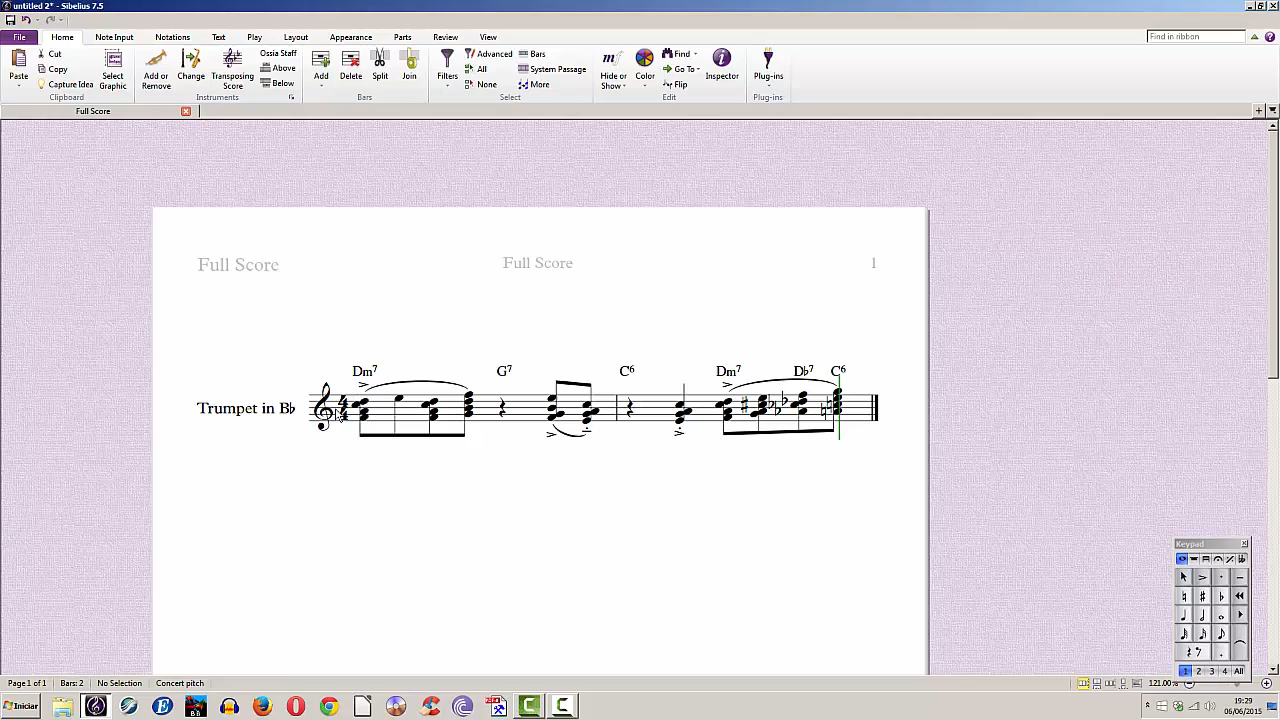 untitled 2* - Sibelius 7.5
File Home Note Input Notations Text Play Layout Appearance Parts Review View Find in ribbon
Paste Cut Copy Capture Idea Select Graphic Add or Remove Change Transposing Score Ossia Staff Above Below Add Delete Split Join Filters Advanced All None Bars System Passage More Hide or Show Color Find Go To Flip Inspector Plug-ins
Clipboard Instruments Bars Select Edit Plug-ins
Full Score
Full Score Full Score 1
Dm7 G7 C6 Dm7 Db7 C6
Trumpet in B♭
Keypad
1 2 3 4 All
Page 1 of 1 Bars: 2 No Selection Concert pitch 121.00%
Iniciar 19:29
06/06/2015